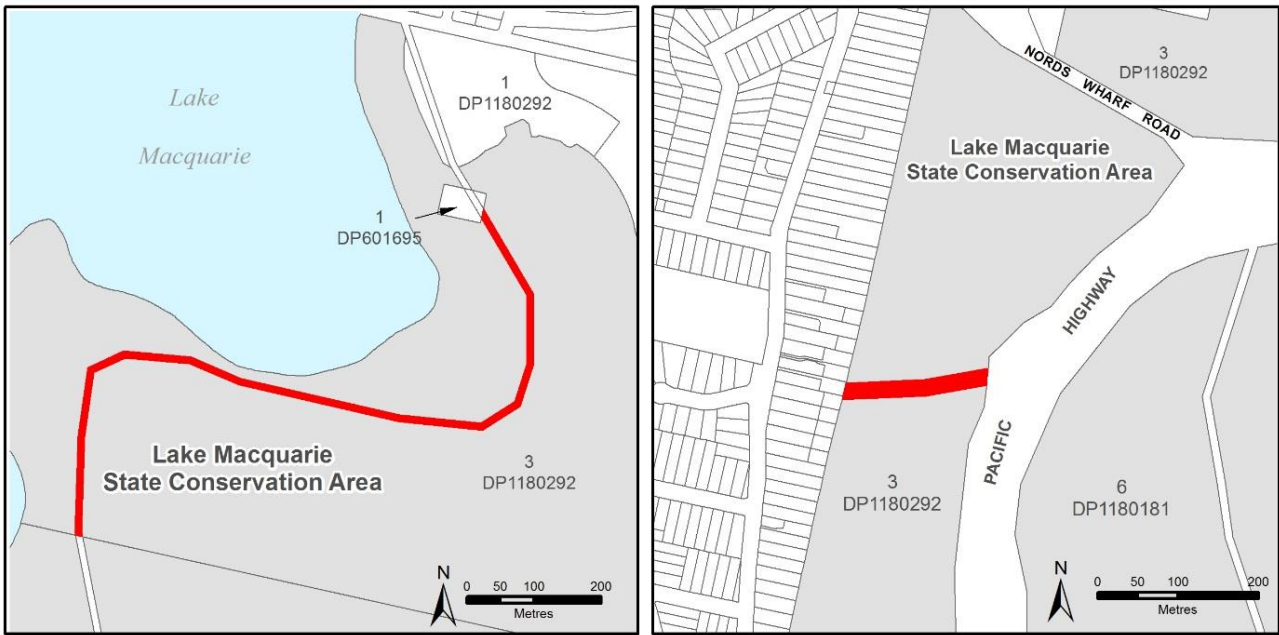 Lake
Macquarie
1
DP1180292
1
DP601695
Lake Macquarie
State Conservation Area
3
DP1180292
N
0 50 100 200
Metres
NORDS WHARF ROAD
3
DP1180292
Lake Macquarie
State Conservation Area
HIGHWAY
PACIFIC
3
DP1180292
6
DP1180181
N
0 50 100 200
Metres